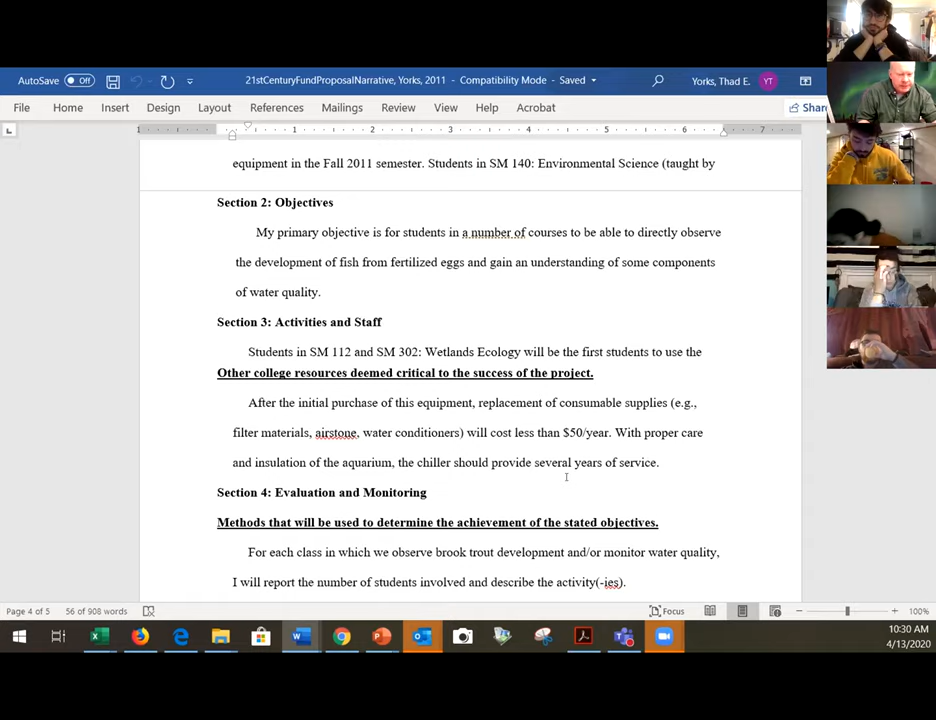 AutoSave Off 21stCenturyFundProposalNarrative, Yorks, 2011 - Compatibility Mode - Saved Yorks, Thad E. YT
File Home Insert Design Layout References Mailings Review View Help Acrobat Share
1 1 2 3 4 5 6 7
equipment in the Fall 2011 semester. Students in SM 140: Environmental Science (taught by
Section 2: Objectives
My primary objective is for students in a number of courses to be able to directly observe
the development of fish from fertilized eggs and gain an understanding of some components
of water quality.
Section 3: Activities and Staff
Students in SM 112 and SM 302: Wetlands Ecology will be the first students to use the
Other college resources deemed critical to the success of the project.
After the initial purchase of this equipment, replacement of consumable supplies (e.g.,
filter materials, airstone, water conditioners) will cost less than $50/year. With proper care
and insulation of the aquarium, the chiller should provide several years of service.
Section 4: Evaluation and Monitoring
Methods that will be used to determine the achievement of the stated objectives.
For each class in which we observe brook trout development and/or monitor water quality,
I will report the number of students involved and describe the activity(-ies).
Page 4 of 5 56 of 908 words Focus 100%
10:30 AM
4/13/2020